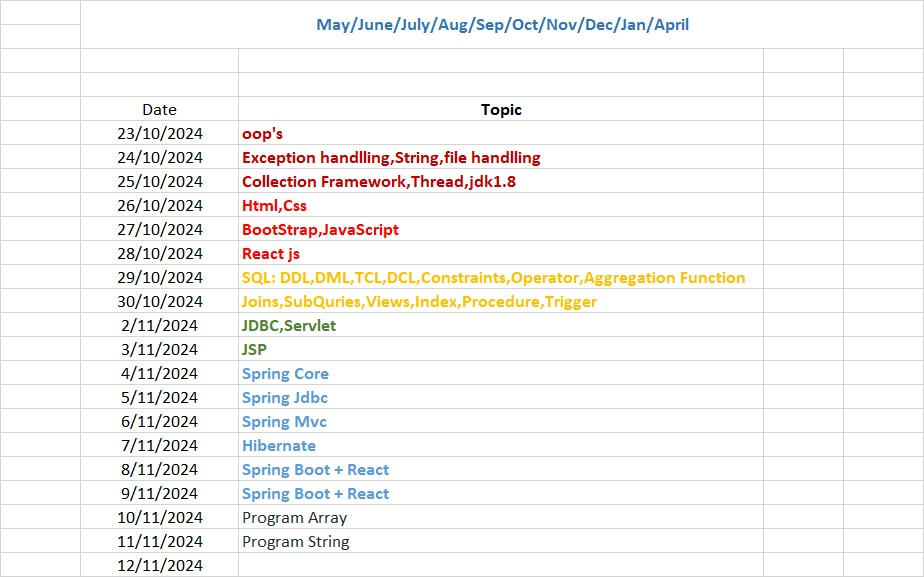 May/June/July/Aug/Sep/Oct/Nov/Dec/Jan/April
Date Topic
23/10/2024 oop's
24/10/2024 Exception handlling,String,file handlling
25/10/2024 Collection Framework,Thread,jdk1.8
26/10/2024 Html,Css
27/10/2024 BootStrap,JavaScript
28/10/2024 React js
29/10/2024 SQL: DDL,DML,TCL,DCL,Constraints,Operator,Aggregation Function
30/10/2024 Joins,SubQuries,Views,Index,Procedure,Trigger
2/11/2024 JDBC,Servlet
3/11/2024 JSP
4/11/2024 Spring Core
5/11/2024 Spring Jdbc
6/11/2024 Spring Mvc
7/11/2024 Hibernate
8/11/2024 Spring Boot + React
9/11/2024 Spring Boot + React
10/11/2024 Program Array
11/11/2024 Program String
12/11/2024